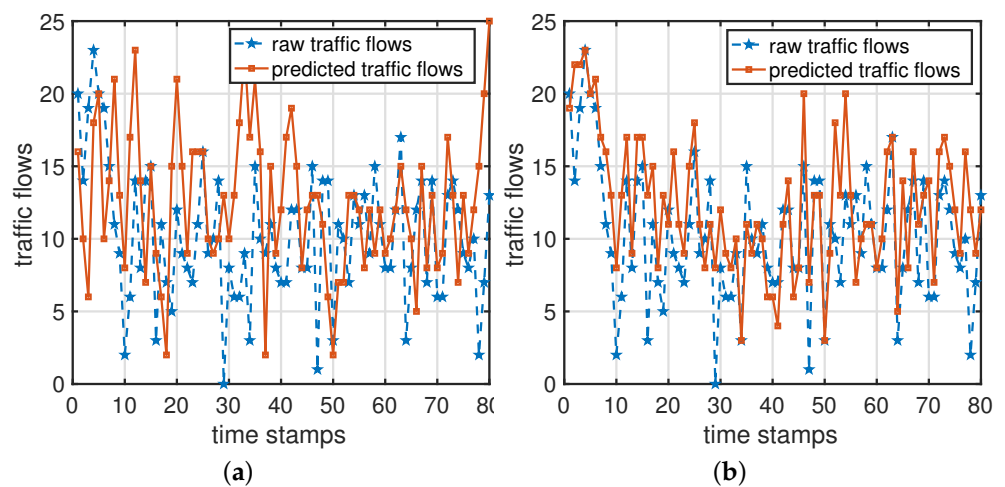 25
20
15
10
5
0
traffic flows
raw traffic flows
predicted traffic flows
0 10 20 30 40 50 60 70 80
time stamps
(a)
25
20
15
10
5
0
traffic flows
raw traffic flows
predicted traffic flows
0 10 20 30 40 50 60 70 80
time stamps
(b)